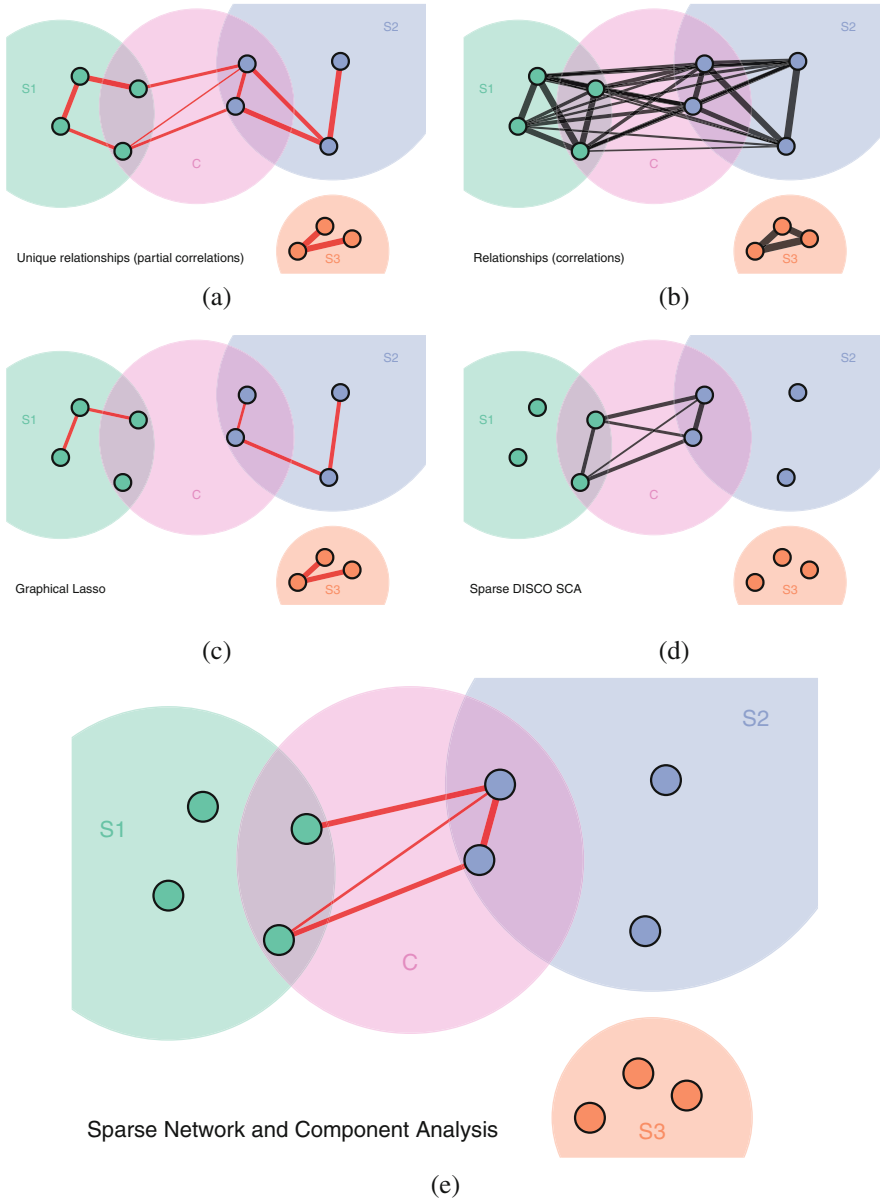 S2
S1
C
Unique relationships (partial correlations)
S3
(a)
S2
S1
C
Relationships (correlations)
S3
(b)
S2
S1
C
Graphical Lasso
S3
(c)
S2
S1
C
Sparse DISCO SCA
S3
(d)
S2
S1
C
Sparse Network and Component Analysis
S3
(e)